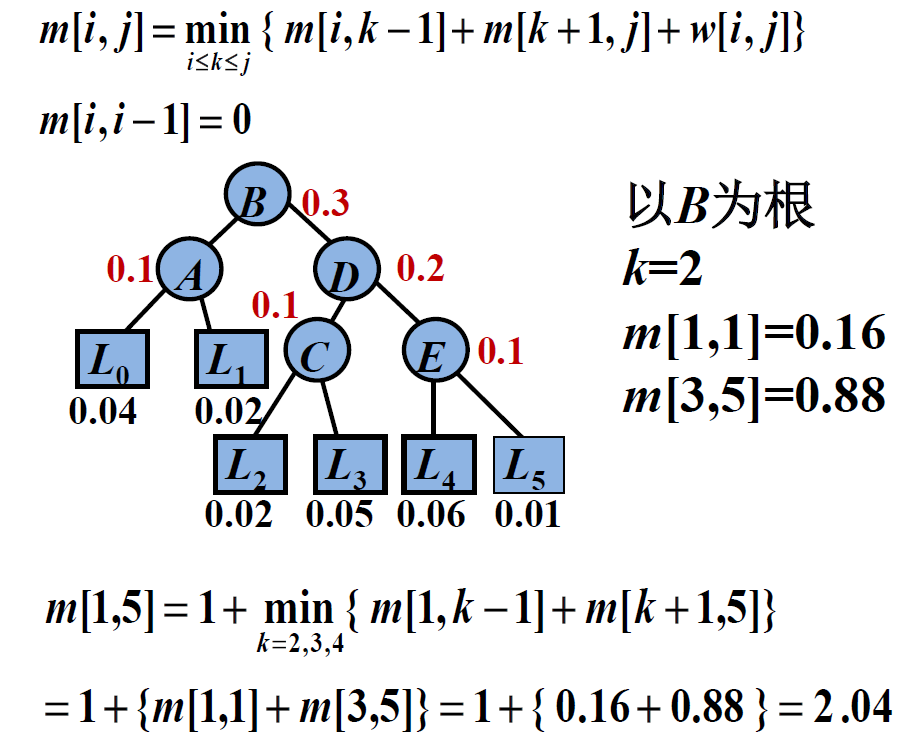 m[i, j] = min { m[i, k − 1] + m[k + 1, j] + w[i, j]}
i≤k≤j
m[i, i − 1] = 0
B 0.3
以B为根
0.1 A D 0.2
k=2
0.1
m[1,1]=0.16
L₀ L₁ C E 0.1
0.04 0.02
m[3,5]=0.88
L₂ L₃ L₄ L₅
0.02 0.05 0.06 0.01
m[1,5] = 1 + min { m[1, k − 1] + m[k + 1,5]}
k=2,3,4
= 1 + {m[1,1] + m[3,5]} = 1 + { 0.16 + 0.88 } = 2.04